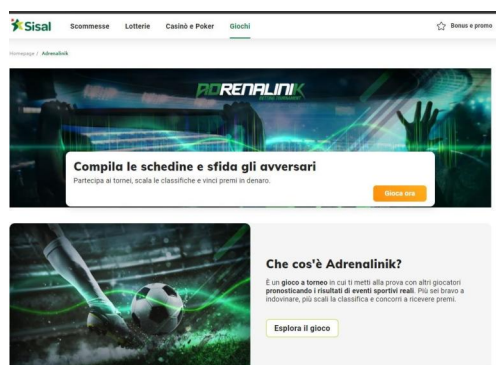 Sisal
Scommesse Lotterie Casinò e Poker Giochi Bonus e promo
Homepage / Adrenalinik
ADRENALINIK
Compila le schedine e sfida gli avversari
Partecipa ai tornei, scala le classifiche e vinci premi in denaro.
Gioca ora
Che cos'è Adrenalinik?
È un gioco a torneo in cui ti metti alla prova con altri giocatori
pronosticando i risultati di eventi sportivi reali. Più sei bravo a
indovinare, più scali la classifica e concorri a ricevere premi.
Esplora il gioco